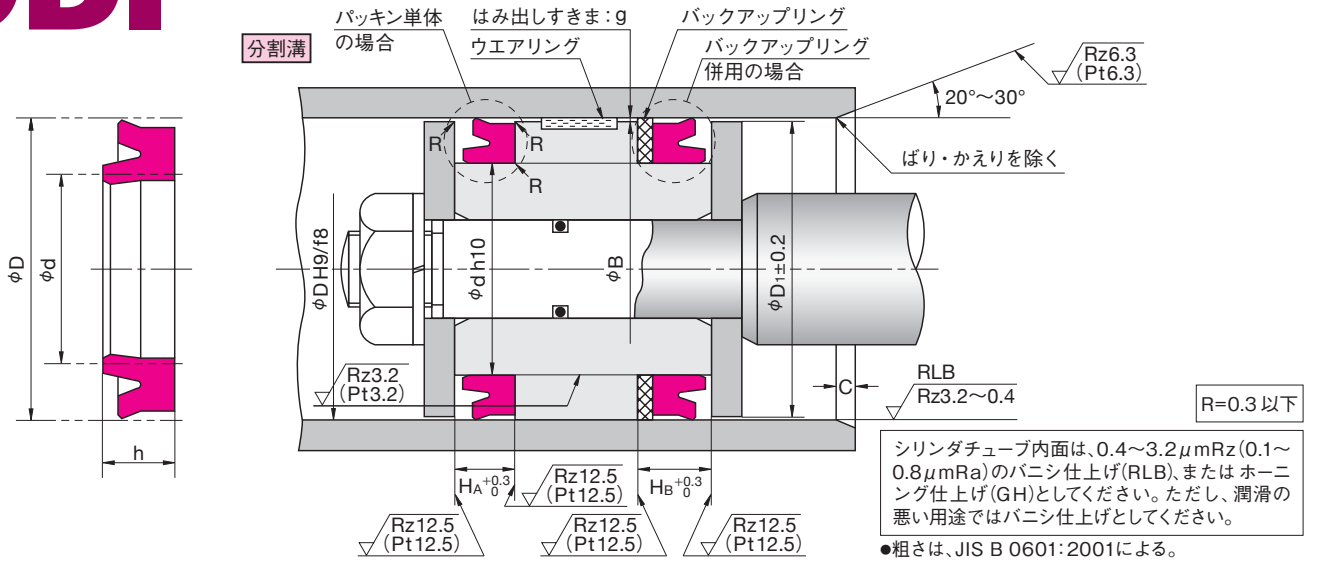 分割溝
パッキン単体
の場合
はみ出しすきま:g
ウエアリング
バックアップリング
バックアップリング
併用の場合
Rz6.3
(Pt6.3)
20°~30°
ばり・かえりを除く
R
R
R
φD
φd
h
φDH9/f8
φdh10
φB
φD1±0.2
Rz3.2
(Pt3.2)
C
RLB
Rz3.2~0.4
R=0.3以下
HA+0.3 0
Rz12.5
(Pt12.5)
HB+0.3 0
Rz12.5
(Pt12.5)
Rz12.5
(Pt12.5)
Rz12.5
(Pt12.5)
シリンダチューブ内面は、0.4~3.2μmRz(0.1~
0.8μmRa)のバニシ仕上げ(RLB)、または ホーニ
ング仕上げ(GH)としてください。ただし、潤滑の
悪い用途ではバニシ仕上げとしてください。
●粗さは、JIS B 0601:2001による。